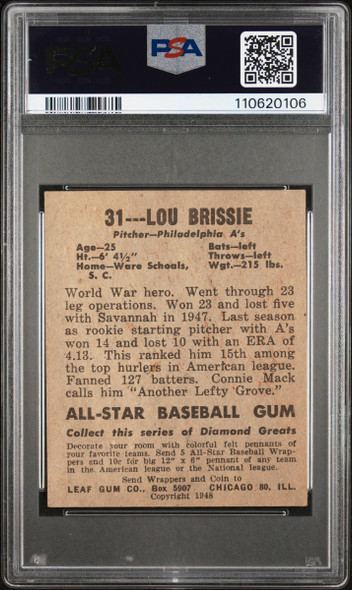 PSA
110620106
31---LOU BRISSIE
Pitcher—Philadelphia A's
Age—25 Bats—left
Ht.—6' 4½" Throws—left
Home—Ware Schoals, Wgt.—215 lbs.
S. C.
World War hero. Went through 23
leg operations. Won 23 and lost five
with Savannah in 1947. Last season
as rookie starting pitcher with A's
won 14 and lost 10 with an ERA of
4.13. This ranked him 15th among
the top hurlers in American league.
Fanned 127 batters. Connie Mack
calls him "Another Lefty Grove."
ALL-STAR BASEBALL GUM
Collect this series of Diamond Greats
Decorate your room with colorful felt pennants of
your favorite teams. Send 5 All-Star Baseball Wrap-
pers and 10c for big 12" x 6" pennant of any team
in the American league or the National league.
Send Wrappers and Coin to
LEAF GUM CO., Box 5907 CHICAGO 80, ILL.
Copyright 1948